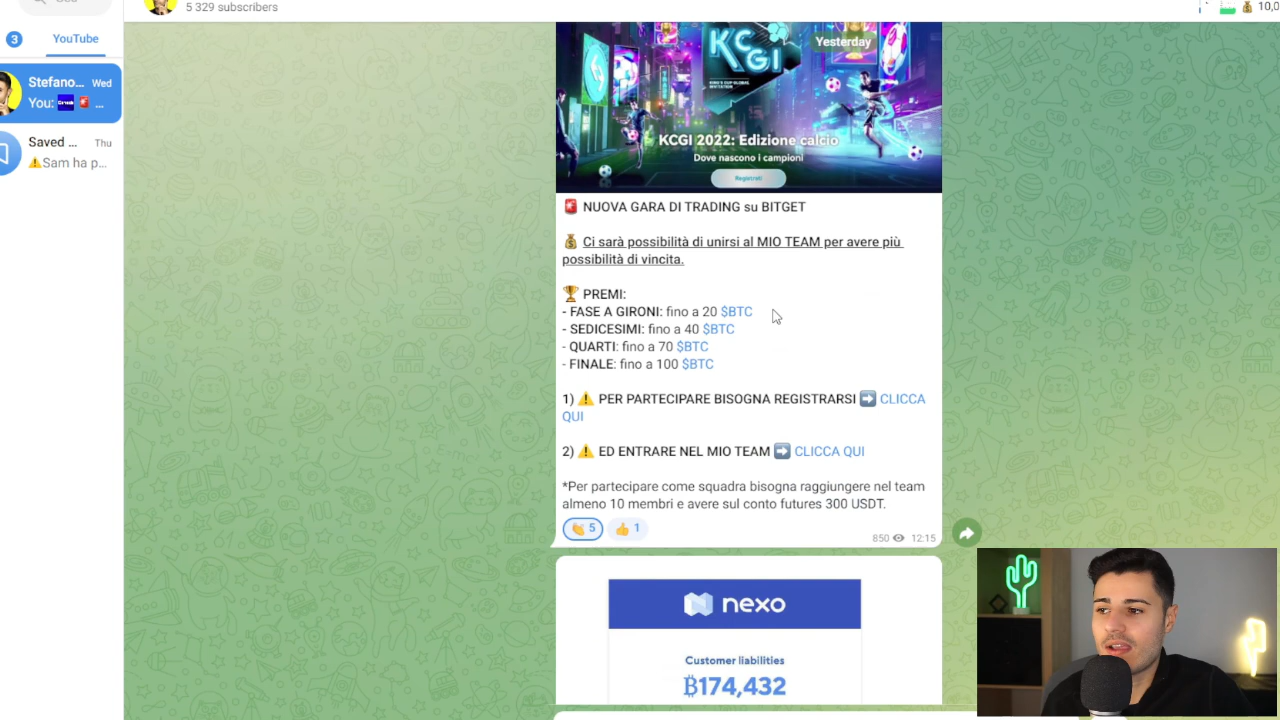 5 329 subscribers
10,0
3
YouTube
Stefano... Wed
You: ...
Saved ... Thu
⚠️Sam ha p...
Yesterday
KCGI
KCGI 2022: Edizione calcio
Dove nascono i campioni
Registrati
🚨 NUOVA GARA DI TRADING su BITGET
💰 Ci sarà possibilità di unirsi al MIO TEAM per avere più
possibilità di vincita.
🏆 PREMI:
- FASE A GIRONI: fino a 20 $BTC
- SEDICESIMI: fino a 40 $BTC
- QUARTI: fino a 70 $BTC
- FINALE: fino a 100 $BTC
1) ⚠️ PER PARTECIPARE BISOGNA REGISTRARSI ➡️ CLICCA
QUI
2) ⚠️ ED ENTRARE NEL MIO TEAM ➡️ CLICCA QUI
*Per partecipare come squadra bisogna raggiungere nel team
almeno 10 membri e avere sul conto futures 300 USDT.
👏 5 👍 1
850 12:15
nexo
Customer liabilities
₿174,432